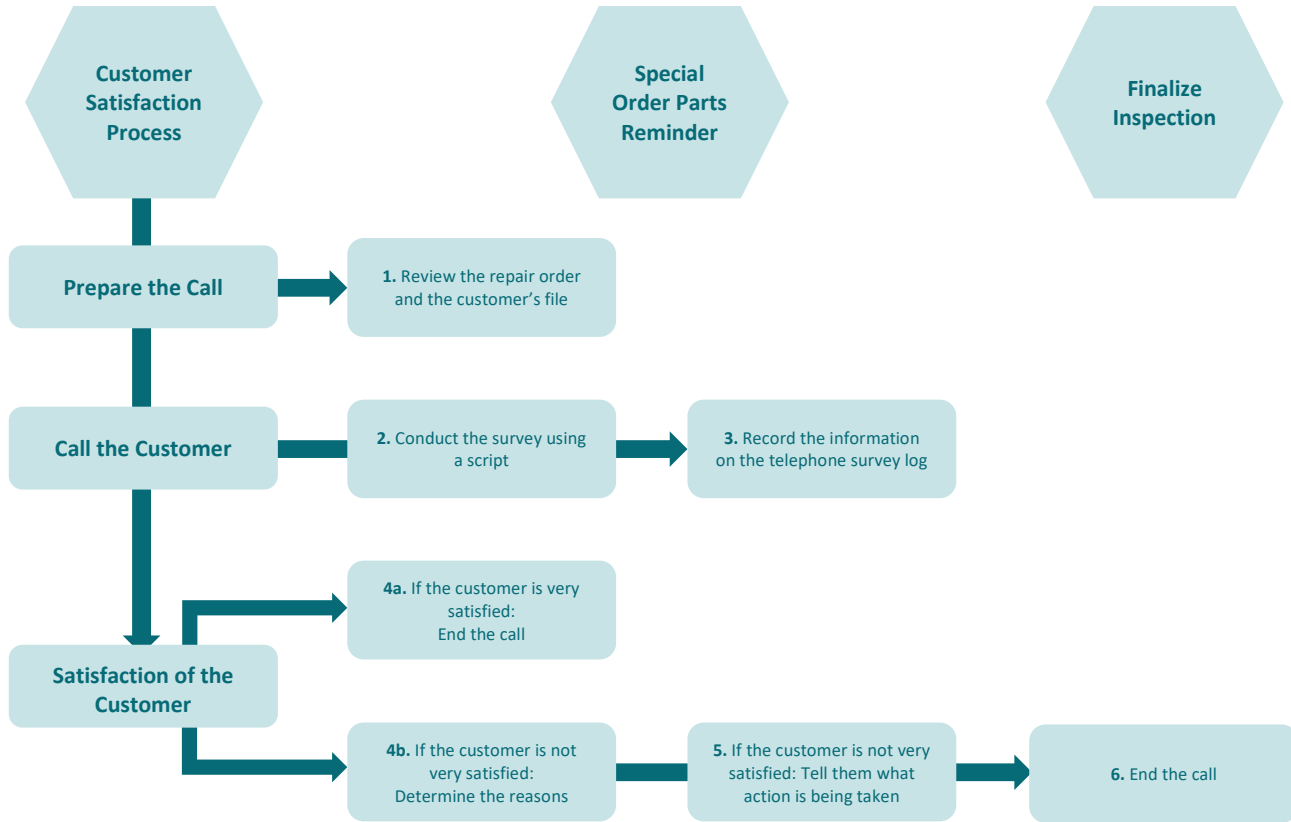 Customer
Satisfaction
Process
Special
Order Parts
Reminder
Finalize
Inspection
Prepare the Call
1. Review the repair order
and the customer’s file
Call the Customer
2. Conduct the survey using
a script
3. Record the information
on the telephone survey log
4a. If the customer is very
satisfied:
End the call
Satisfaction of the
Customer
4b. If the customer is not
very satisfied:
Determine the reasons
5. If the customer is not very
satisfied: Tell them what
action is being taken
6. End the call